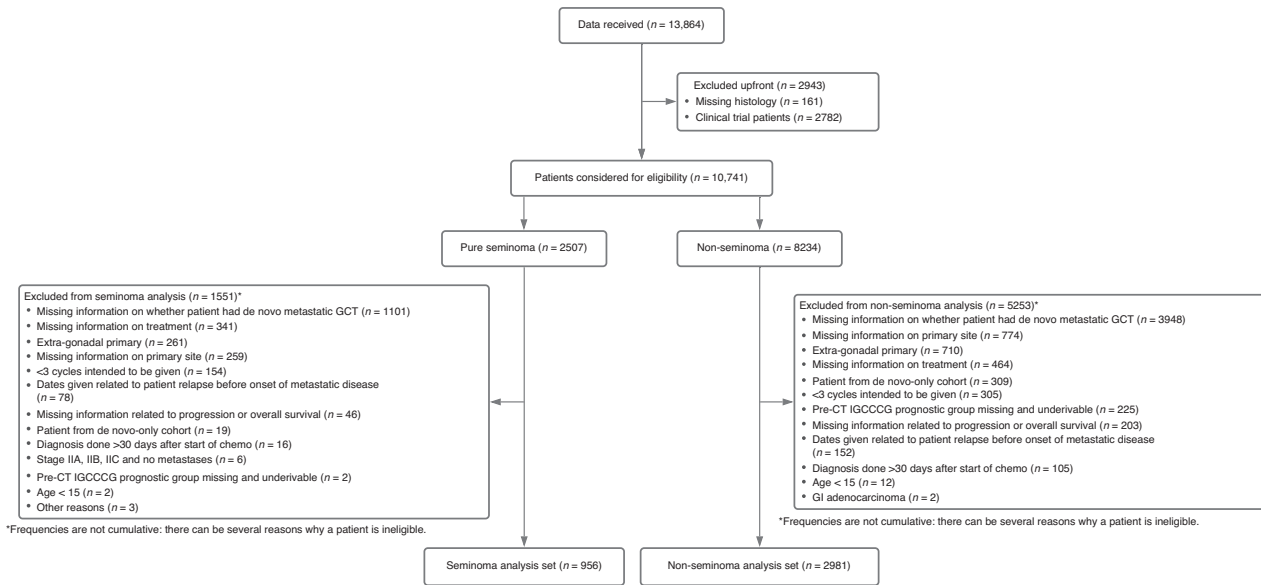 Data received (n = 13,864)
Excluded upfront (n = 2943)
• Missing histology (n = 161)
• Clinical trial patients (n = 2782)
Patients considered for eligibility (n = 10,741)
Pure seminoma (n = 2507)
Non-seminoma (n = 8234)
Excluded from seminoma analysis (n = 1551)*
• Missing information on whether patient had de novo metastatic GCT (n = 1101)
• Missing information on treatment (n = 341)
• Extra-gonadal primary (n = 261)
• Missing information on primary site (n = 259)
• <3 cycles intended to be given (n = 154)
• Dates given related to patient relapse before onset of metastatic disease
(n = 78)
• Missing information related to progression or overall survival (n = 46)
• Patient from de novo-only cohort (n = 19)
• Diagnosis done >30 days after start of chemo (n = 16)
• Stage IIA, IIB, IIC and no metastases (n = 6)
• Pre-CT IGCCCG prognostic group missing and underivable (n = 2)
• Age < 15 (n = 2)
• Other reasons (n = 3)
*Frequencies are not cumulative: there can be several reasons why a patient is ineligible.
Excluded from non-seminoma analysis (n = 5253)*
• Missing information on whether patient had de novo metastatic GCT (n = 3948)
• Missing information on primary site (n = 774)
• Extra-gonadal primary (n = 710)
• Missing information on treatment (n = 464)
• Patient from de novo-only cohort (n = 309)
• <3 cycles intended to be given (n = 305)
• Pre-CT IGCCCG prognostic group missing and underivable (n = 225)
• Missing information related to progression or overall survival (n = 203)
• Dates given related to patient relapse before onset of metastatic disease
(n = 152)
• Diagnosis done >30 days after start of chemo (n = 105)
• Age < 15 (n = 12)
• GI adenocarcinoma (n = 2)
*Frequencies are not cumulative: there can be several reasons why a patient is ineligible.
Seminoma analysis set (n = 956)
Non-seminoma analysis set (n = 2981)